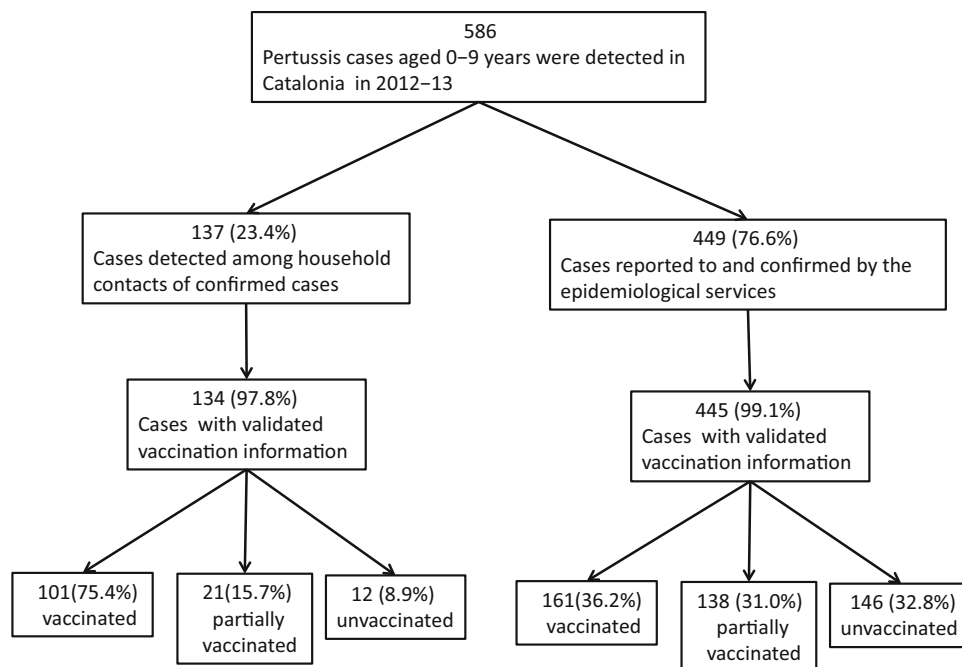 586
Pertussis cases aged 0–9 years were detected in
Catalonia in 2012–13
137 (23.4%)
Cases detected among household
contacts of confirmed cases
449 (76.6%)
Cases reported to and confirmed by the
epidemiological services
134 (97.8%)
Cases with validated
vaccination information
445 (99.1%)
Cases with validated
vaccination information
101(75.4%)
vaccinated
21(15.7%)
partially
vaccinated
12 (8.9%)
unvaccinated
161(36.2%)
vaccinated
138 (31.0%)
partially
vaccinated
146 (32.8%)
unvaccinated